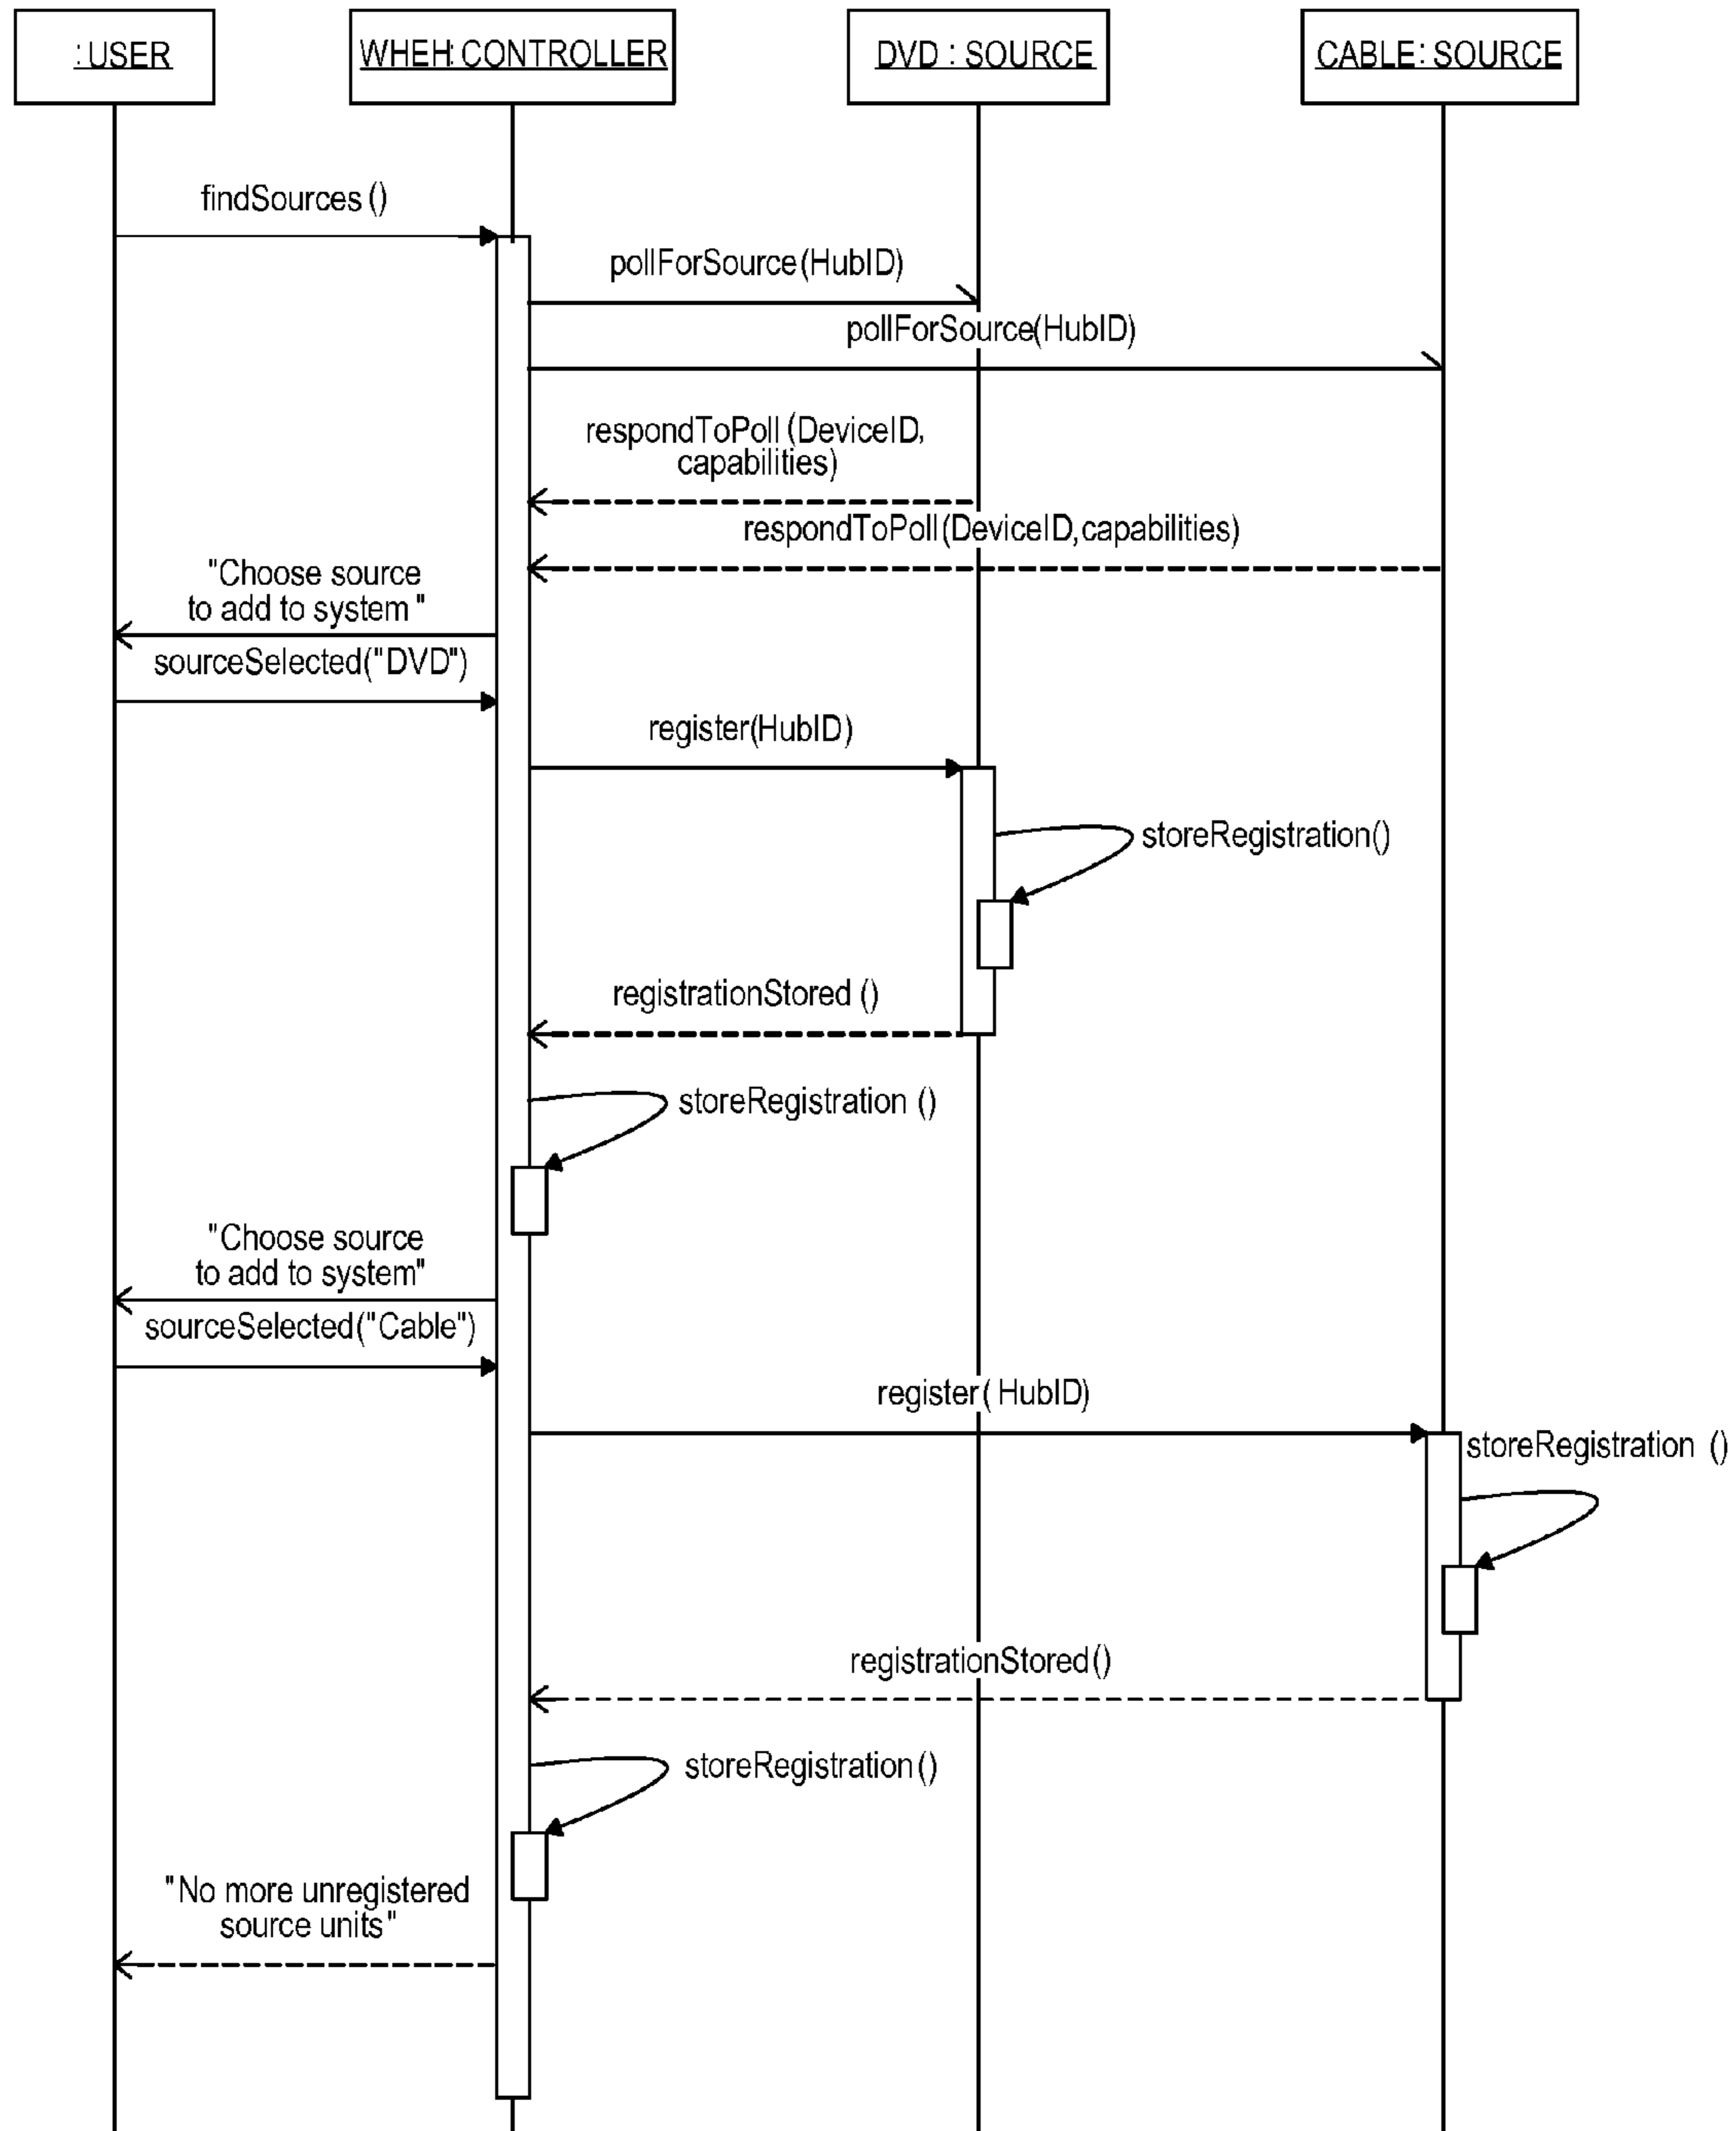 : USER
WHEH: CONTROLLER
DVD : SOURCE
CABLE: SOURCE
findSources ()
pollForSource(HubID)
pollForSource(HubID)
respondToPoll (DeviceID,
capabilities)
respondToPoll (DeviceID,capabilities)
"Choose source
to add to system "
sourceSelected("DVD")
register(HubID)
storeRegistration()
registrationStored ()
storeRegistration ()
"Choose source
to add to system"
sourceSelected("Cable")
register( HubID)
storeRegistration ()
registrationStored()
storeRegistration()
"No more unregistered
source units"